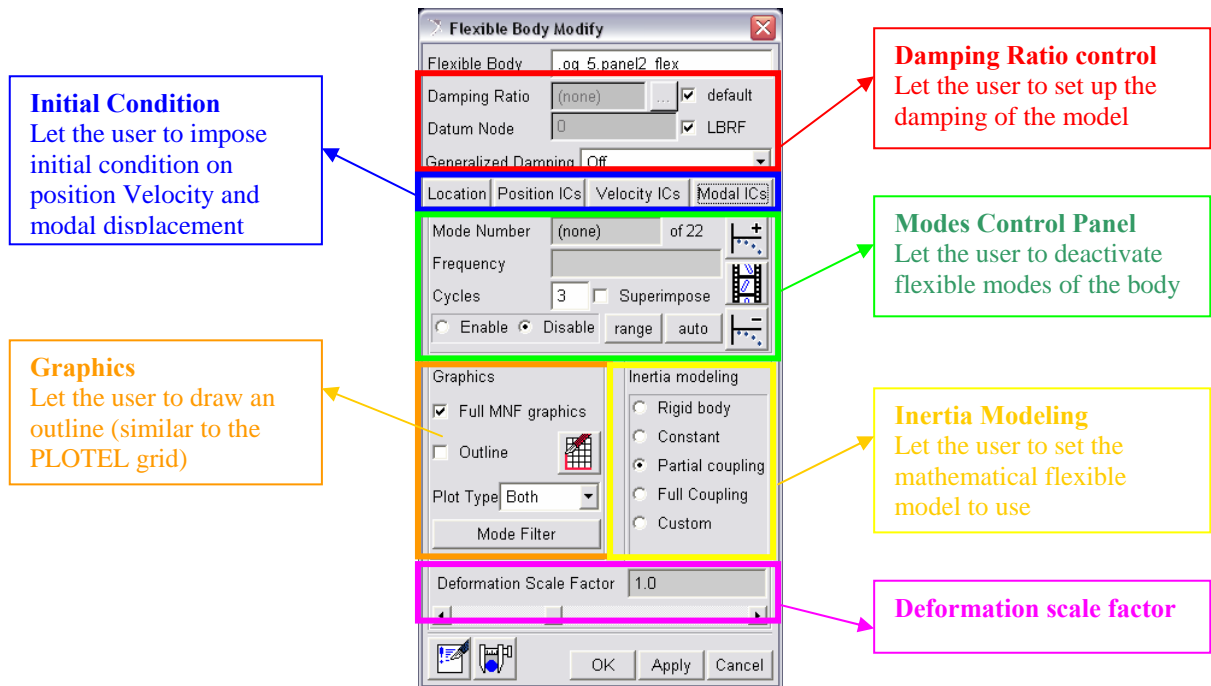 Initial Condition
Let the user to impose
initial condition on
position Velocity and
modal displacement
Graphics
Let the user to draw an
outline (similar to the
PLOTEL grid)
Flexible Body Modify
Flexible Body .og_5.panel2_flex
Damping Ratio (none) ... default
Datum Node 0 LBRF
Generalized Damping Off
Location Position ICs Velocity ICs Modal ICs
Mode Number (none) of 22
Frequency
Cycles 3 Superimpose
Enable Disable range auto
Graphics
Full MNF graphics
Outline
Plot Type Both
Mode Filter
Inertia modeling
Rigid body
Constant
Partial coupling
Full Coupling
Custom
Deformation Scale Factor 1.0
OK Apply Cancel
Damping Ratio control
Let the user to set up the
damping of the model
Modes Control Panel
Let the user to deactivate
flexible modes of the body
Inertia Modeling
Let the user to set the
mathematical flexible
model to use
Deformation scale factor